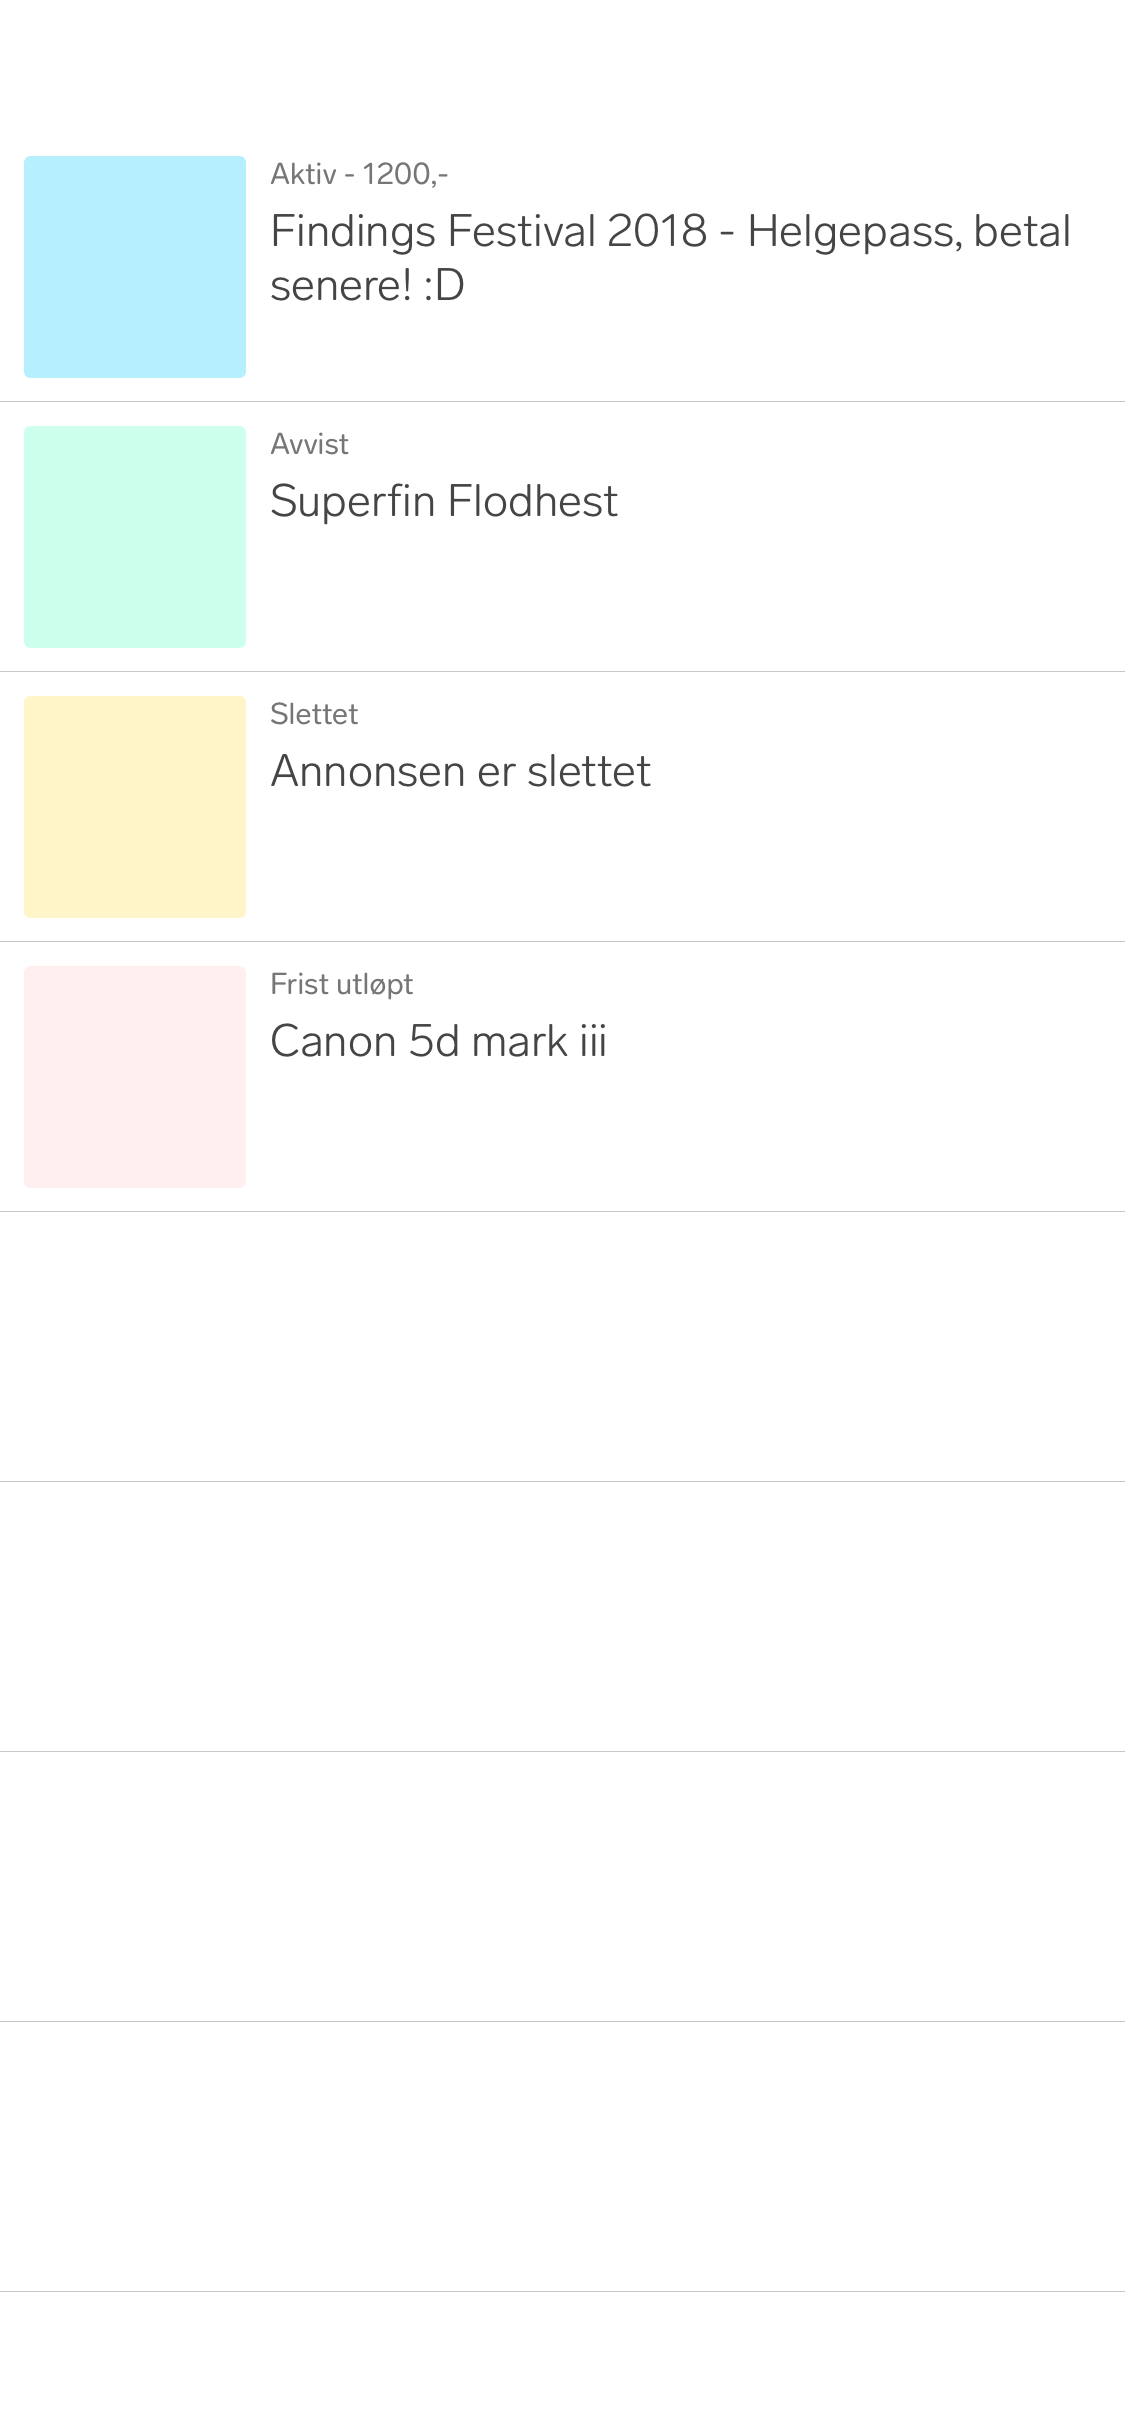 Aktiv - 1200,-
Findings Festival 2018 - Helgepass, betal
senere! :D
Avvist
Superfin Flodhest
Slettet
Annonsen er slettet
Frist utløpt
Canon 5d mark iii